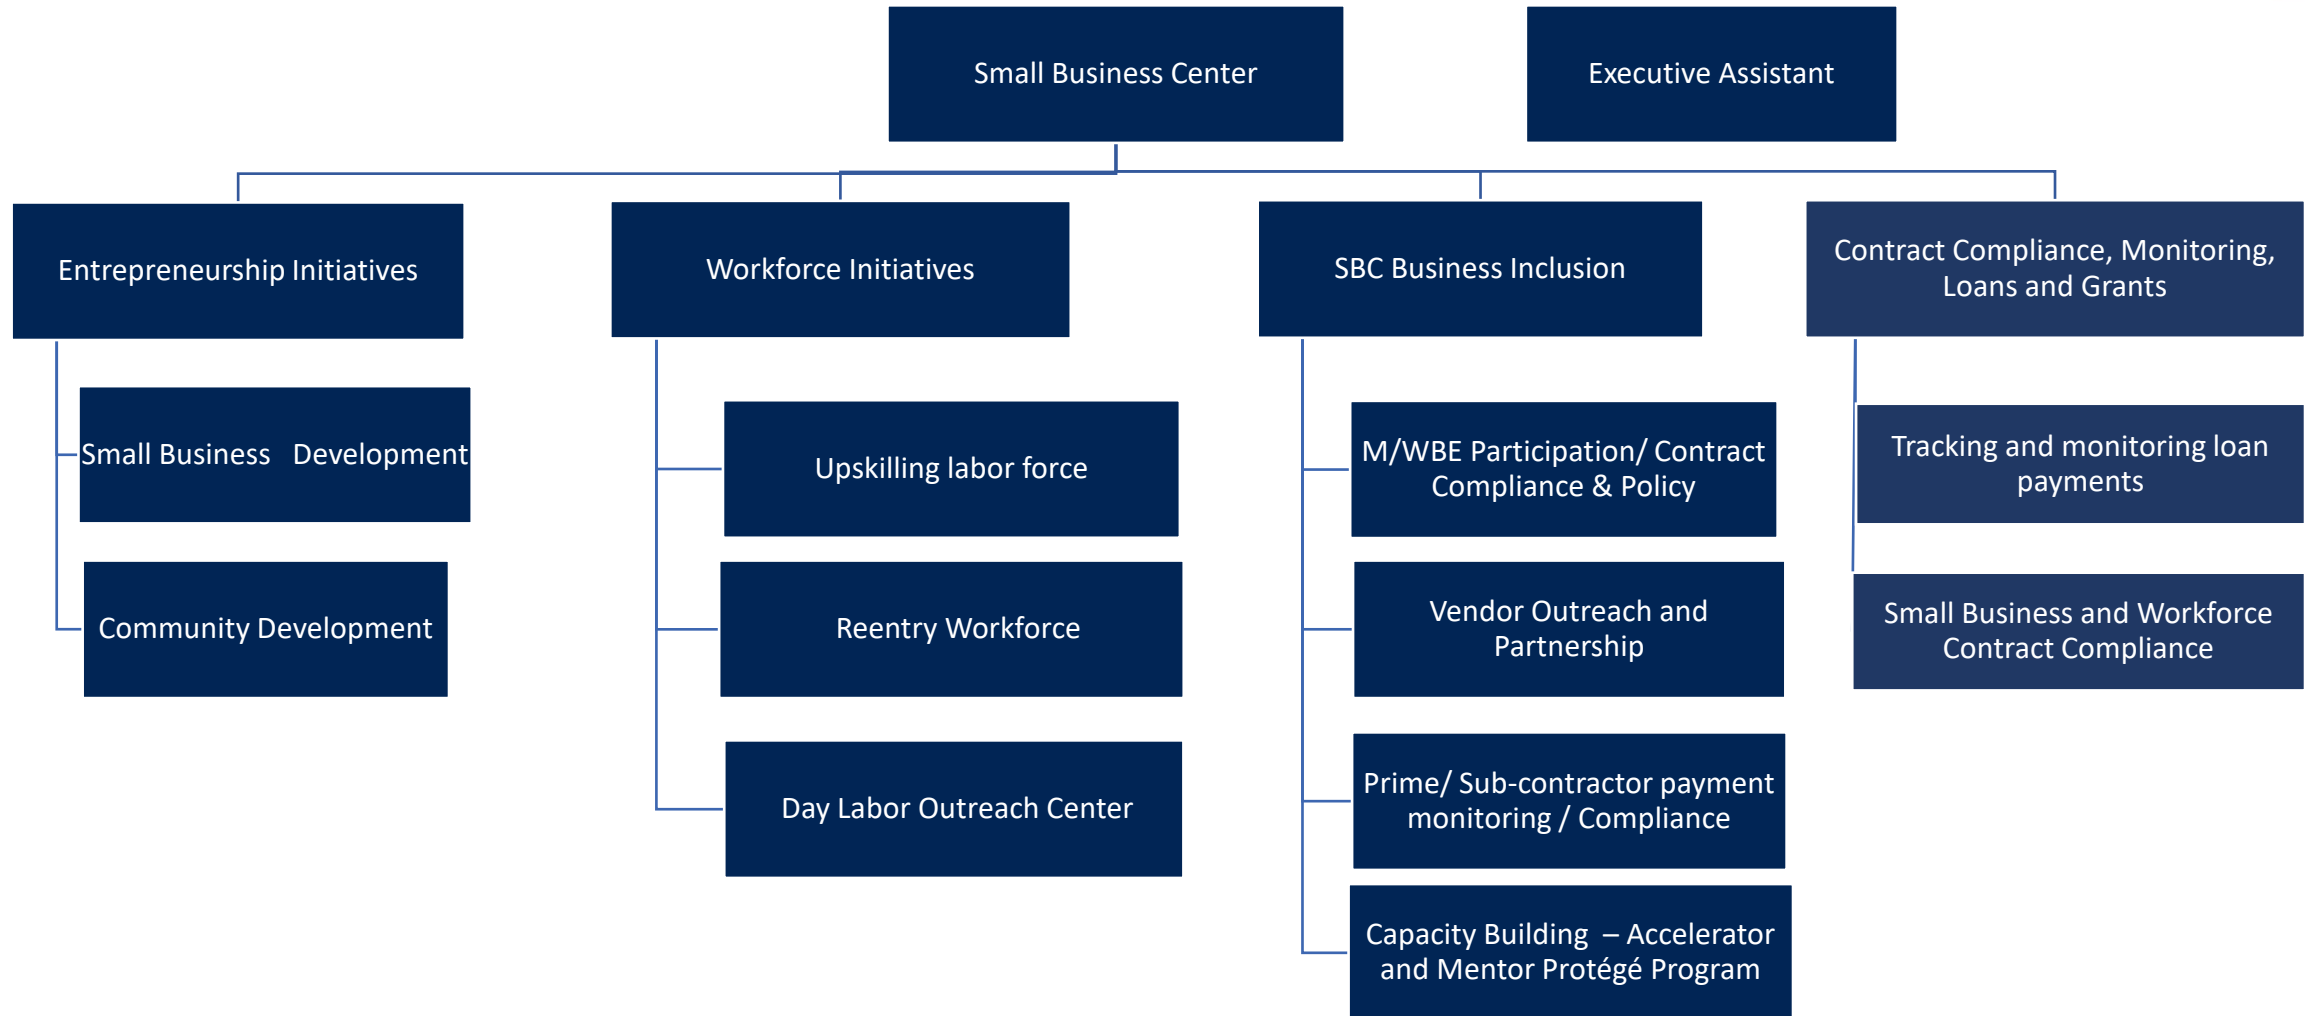 Small Business Center
Executive Assistant
Entrepreneurship Initiatives
Small Business   Development
Community Development
Workforce Initiatives
Upskilling labor force
Reentry Workforce
Day Labor Outreach Center
SBC Business Inclusion
M/WBE Participation/ Contract
Compliance & Policy
Vendor Outreach and
Partnership
Prime/ Sub-contractor payment
monitoring / Compliance
Capacity Building  – Accelerator
and Mentor Protégé Program
Contract Compliance, Monitoring,
Loans and Grants
Tracking and monitoring loan
payments
Small Business and Workforce
Contract Compliance